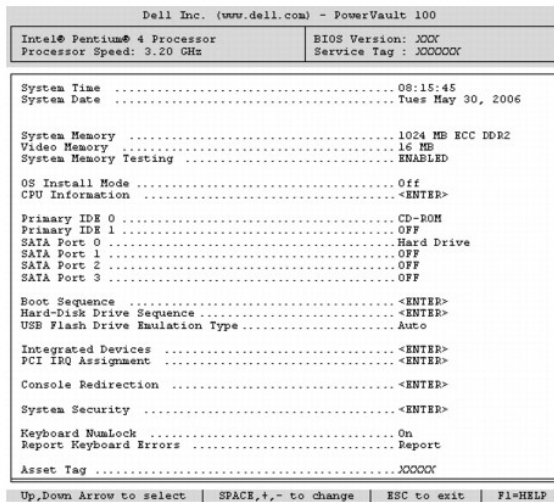 Dell Inc. (www.dell.com) - PowerVault 100
Intel® Pentium® 4 Processor
Processor Speed: 3.20 GHz
BIOS Version: XXX
Service Tag : XXXXXXX
System Time ........ 08:15:45
System Date ........ Tues May 30, 2006
System Memory ........ 1024 MB ECC DDR2
Video Memory ........ 16 MB
System Memory Testing ........ ENABLED
OS Install Mode ........ Off
CPU Information ........ <ENTER>
Primary IDE 0 ........ CD-ROM
Primary IDE 1 ........ OFF
SATA Port 0 ........ Hard Drive
SATA Port 1 ........ OFF
SATA Port 2 ........ OFF
SATA Port 3 ........ OFF
Boot Sequence ........ <ENTER>
Hard-Disk Drive Sequence ........ <ENTER>
USB Flash Drive Emulation Type ........ Auto
Integrated Devices ........ <ENTER>
PCI IRQ Assignment ........ <ENTER>
Console Redirection ........ <ENTER>
System Security ........ <ENTER>
Keyboard NumLock ........ On
Report Keyboard Errors ........ Report
Asset Tag ........ XXXXX
Up,Down Arrow to select | SPACE,+,- to change | ESC to exit | F1=HELP